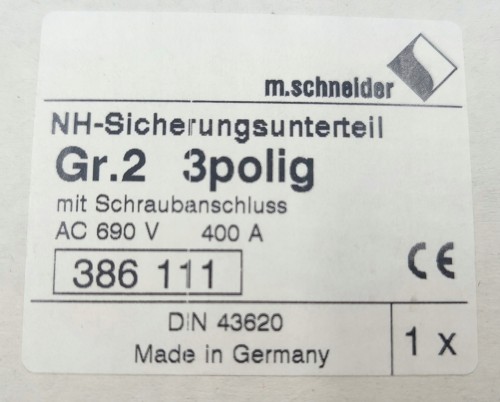 m.schneider
NH-Sicherungsunterteil
Gr.2 3polig
mit Schraubanschluss
AC 690 V 400 A
386 111
CE
DIN 43620
Made in Germany
1 x